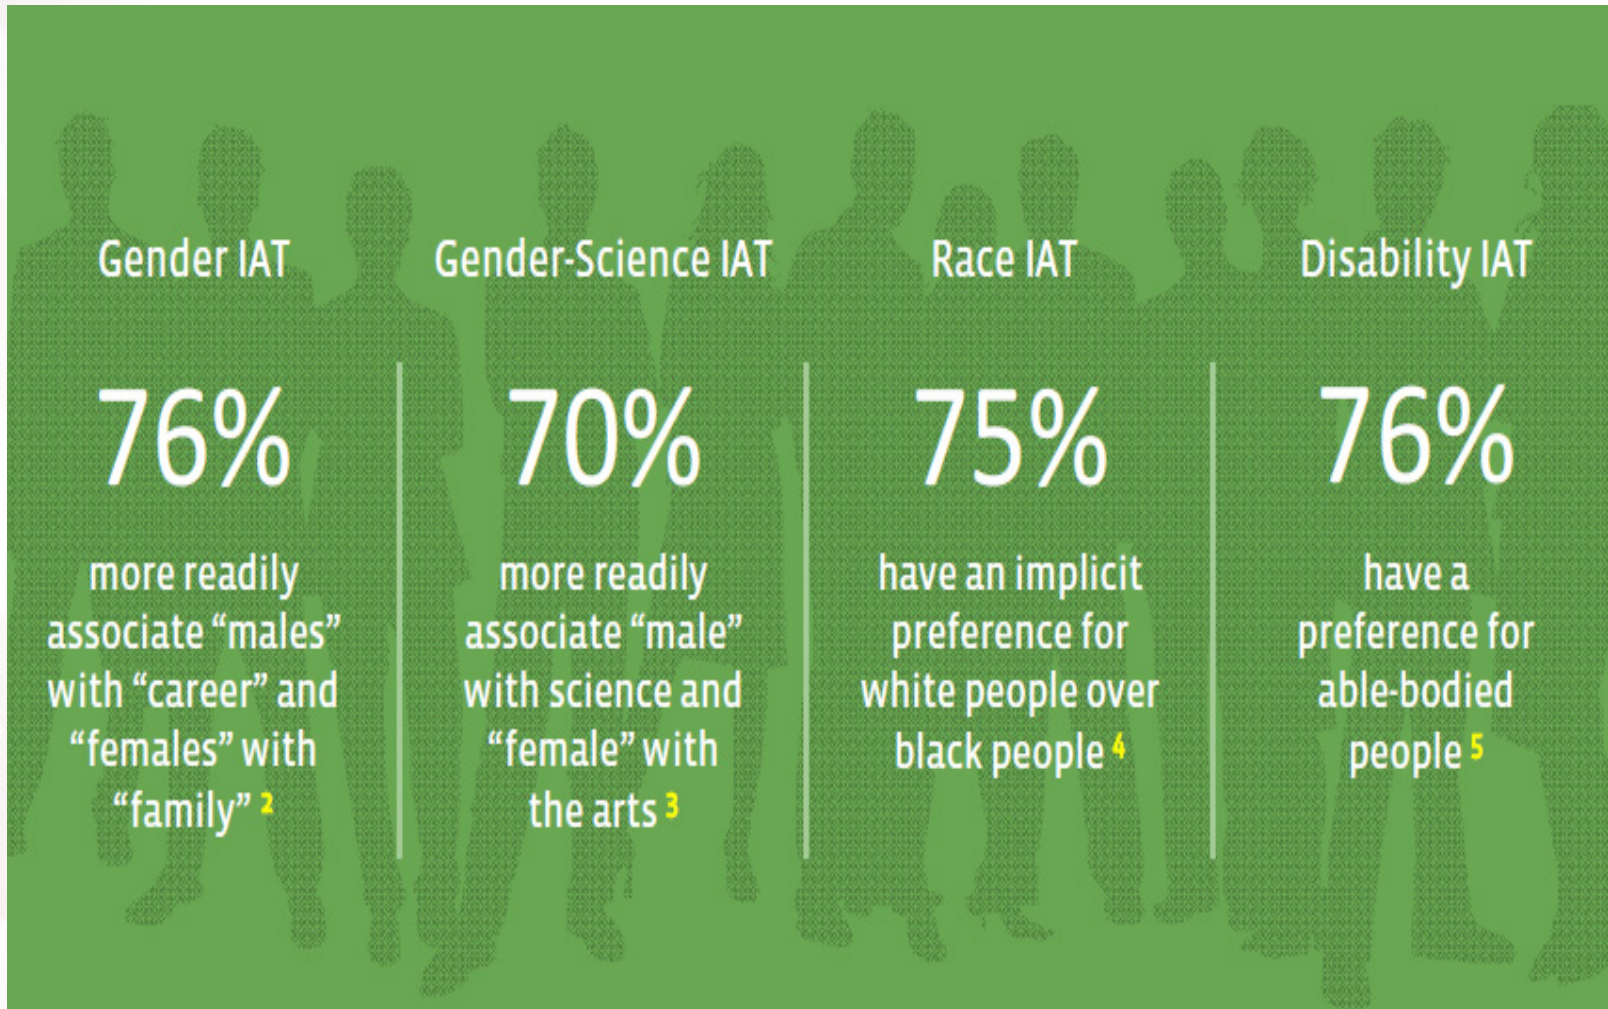 Gender IAT
76%
more readily
associate “males”
with “career” and
“females” with
“family” 2
Gender-Science IAT
70%
more readily
associate “male”
with science and
“female” with
the arts 3
Race IAT
75%
have an implicit
preference for
white people over
black people 4
Disability IAT
76%
have a
preference for
able-bodied
people 5